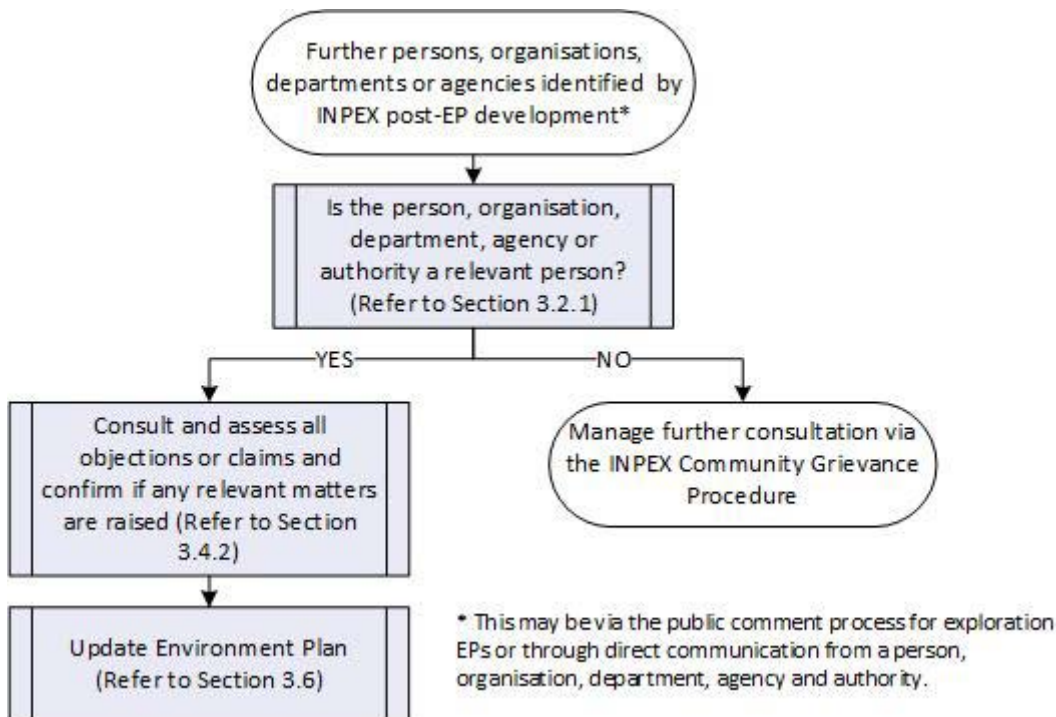 Further persons, organisations,
departments or agencies identified by
INPEX post-EP development*
Is the person, organisation,
department, agency or
authority a relevant person?
(Refer to Section 3.2.1)
YES
NO
Consult and assess all
objections or claims and
confirm if any relevant matters
are raised (Refer to Section
3.4.2)
Manage further consultation via
the INPEX Community Grievance
Procedure
Update Environment Plan
(Refer to Section 3.6)
* This may be via the public comment process for exploration
EPs or through direct communication from a person,
organisation, department, agency and authority.